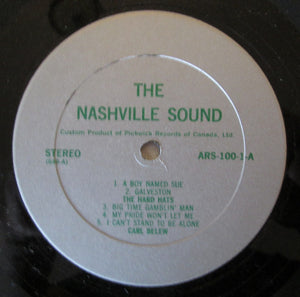 THE
NASHVILLE SOUND
Custom Product of Pickwick Records of Canada, Ltd.
STEREO ARS-100-1-A
1. A BOY NAMED SUE
2. GALVESTON
THE HARD HATS
3. BIG TIME GAMBLIN' MAN
4. MY PRIDE WON'T LET ME
5. I CAN'T STAND TO BE ALONE
CARL BELEW